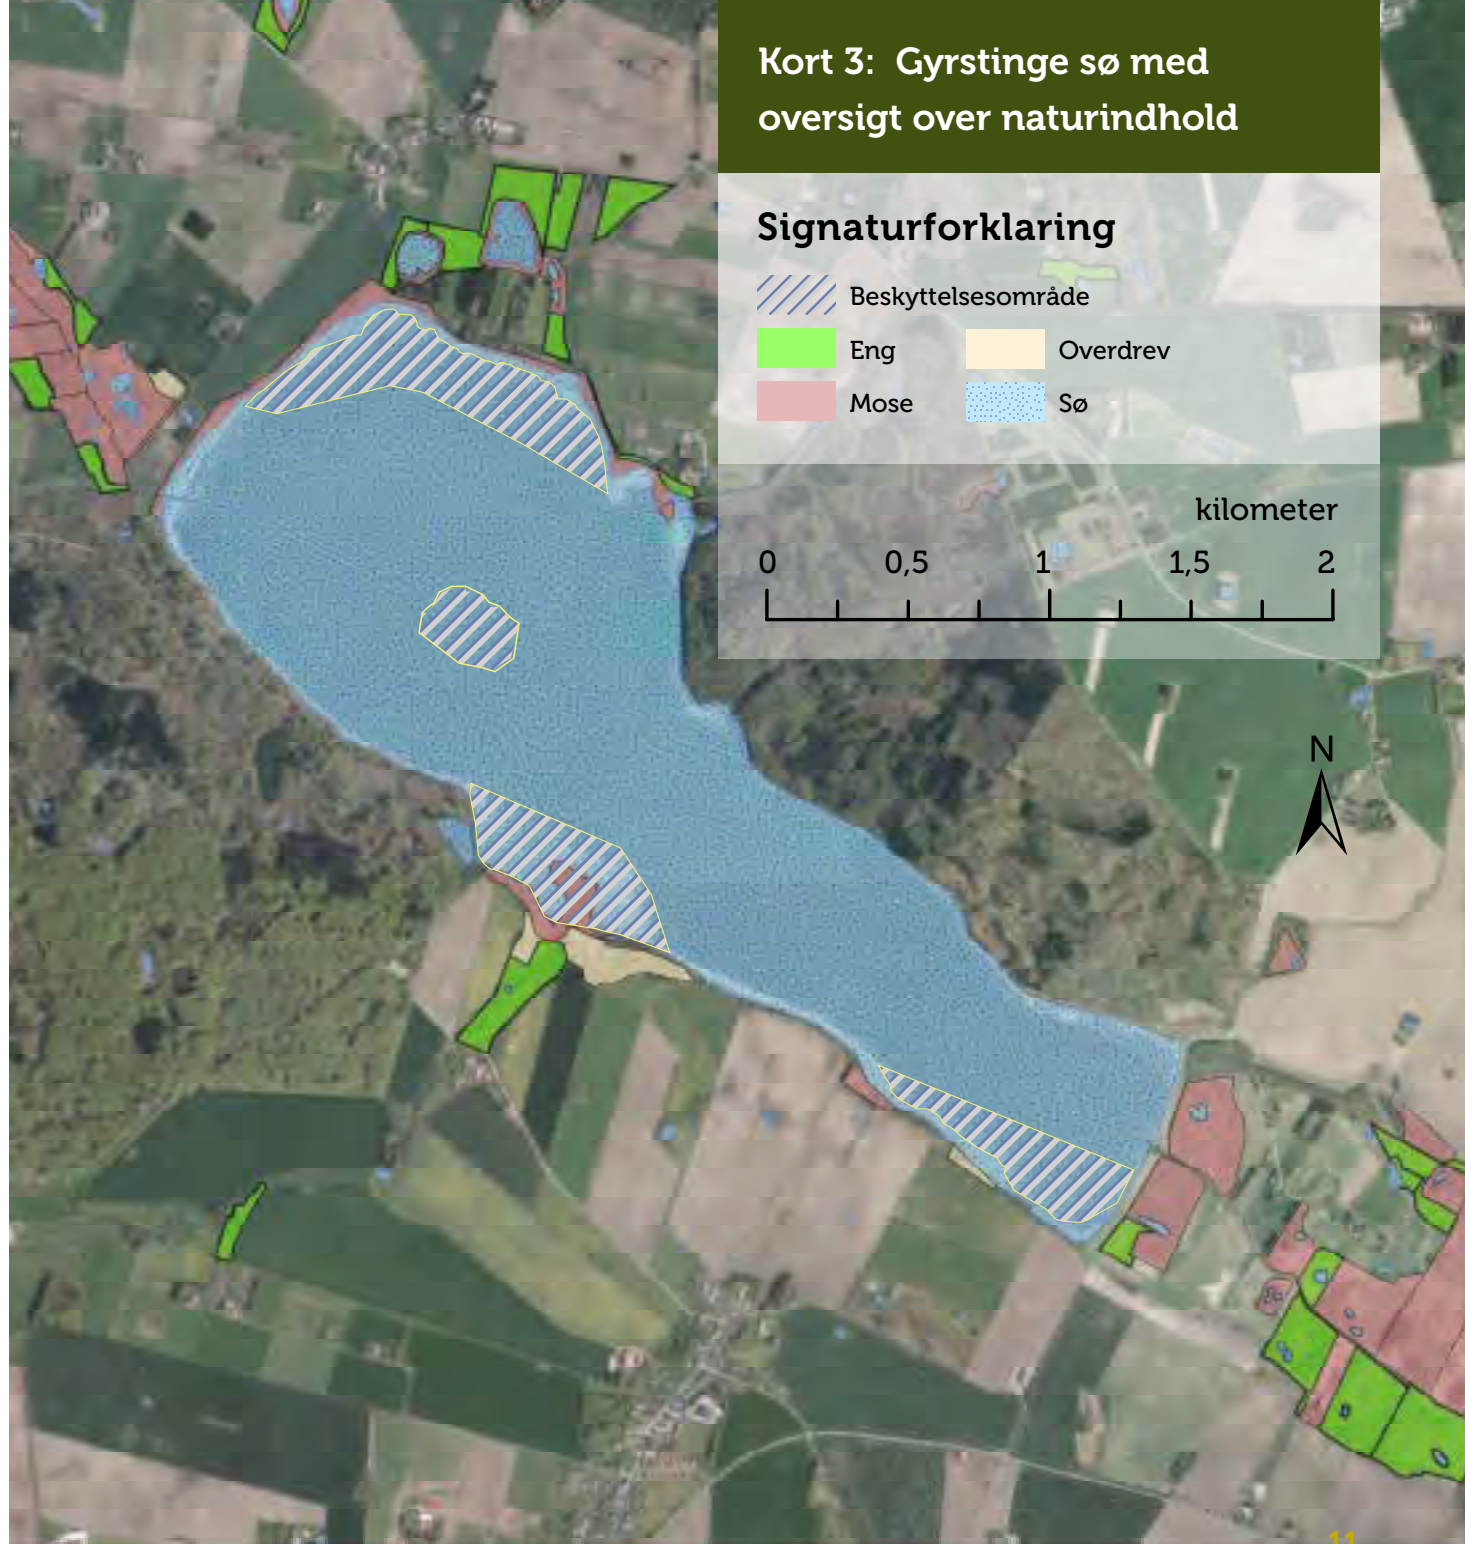 Kort 3: Gyrstinge sø med
oversigt over naturindhold
Signaturforklaring
Beskyttelsesområde
Eng
Overdrev
Mose
Sø
kilometer
0 0,5 1 1,5 2
N
11